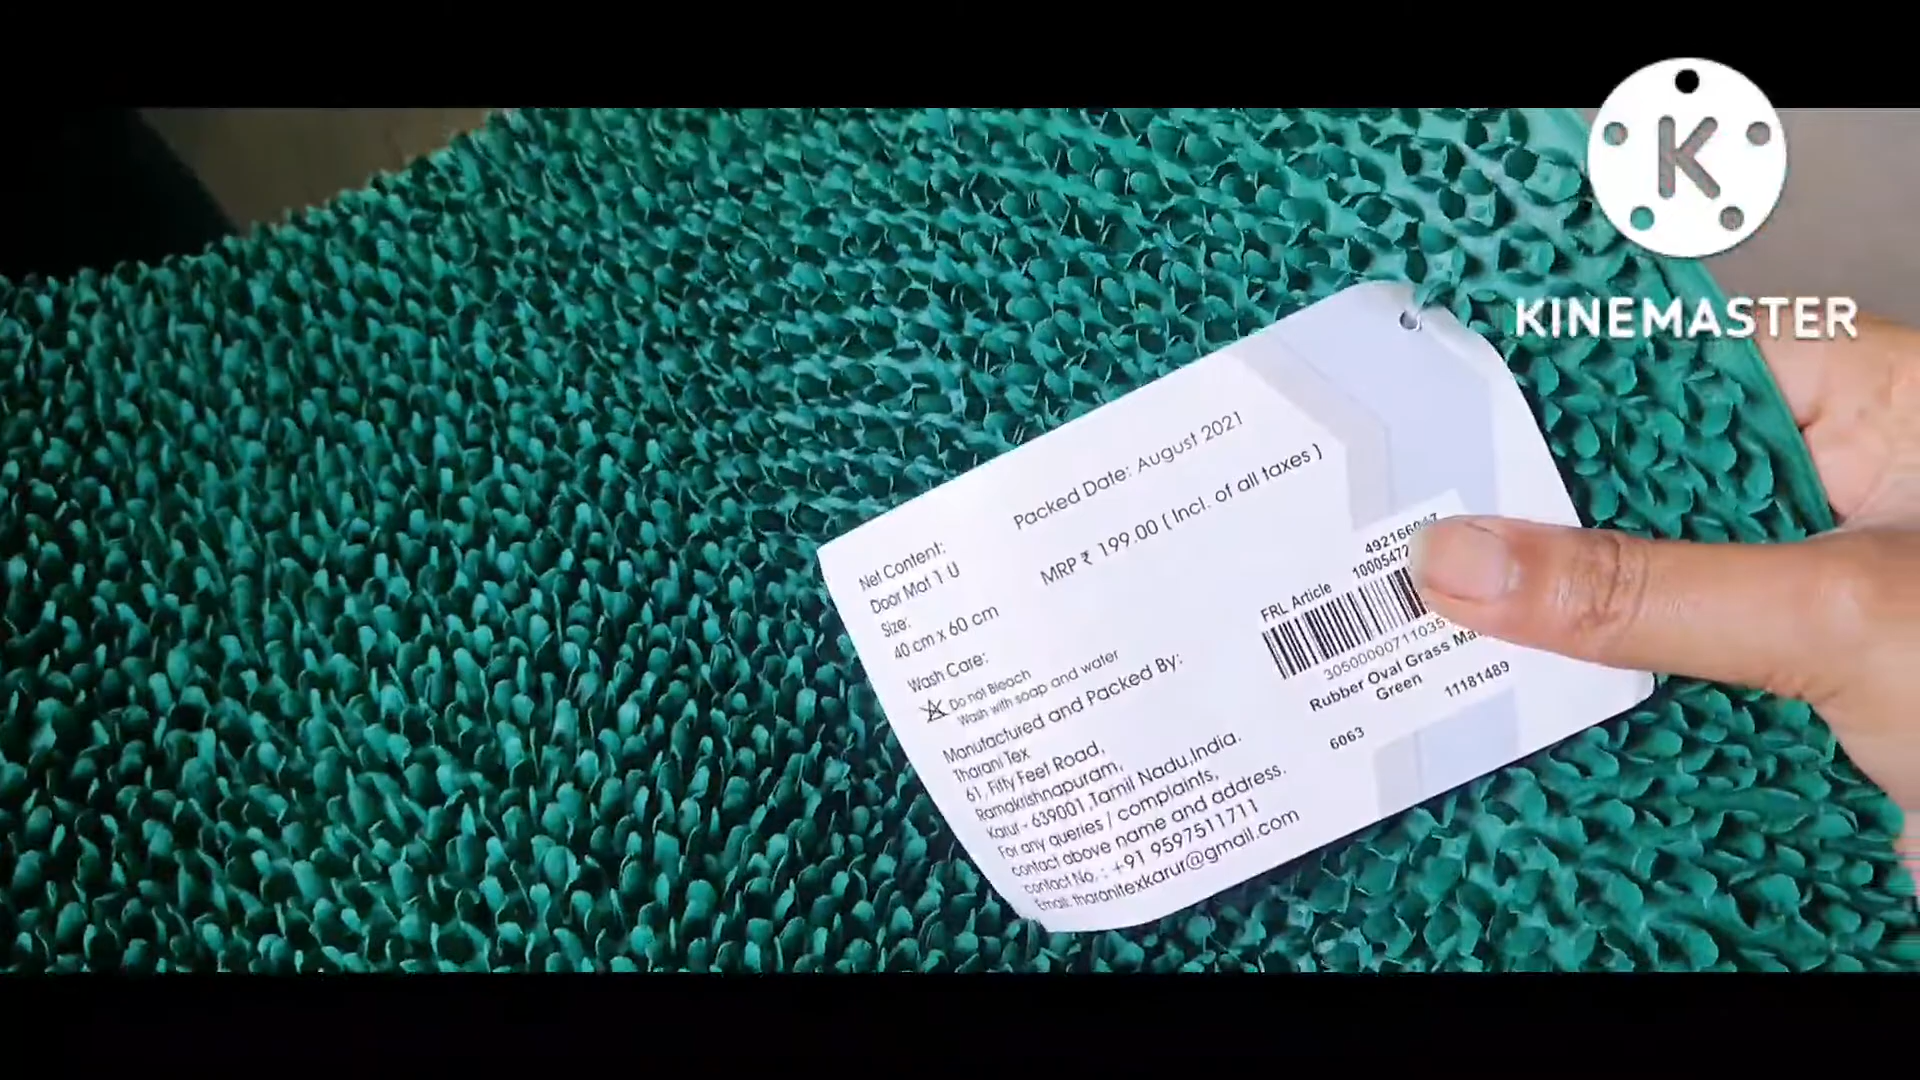 K
KINEMASTER
Packed Date: August 2021
MRP ₹ 199.00 ( Incl. of all taxes )
Net Content:
Door Mat 1 U
Size:
40 cm x 60 cm
Wash Care:
Do not Bleach
Wash with soap and water
Manufactured and Packed By:
Tharani Tex
61, Fifty Feet Road,
Ramakrishnapuram,
Karur - 639001,Tamil Nadu,India.
For any queries / complaints,
contact above name and address.
contact No. : +91 9597511711
Email: tharanitexkarur@gmail.com
FRL Article
Rubber Oval Grass
Green
11181489
6063